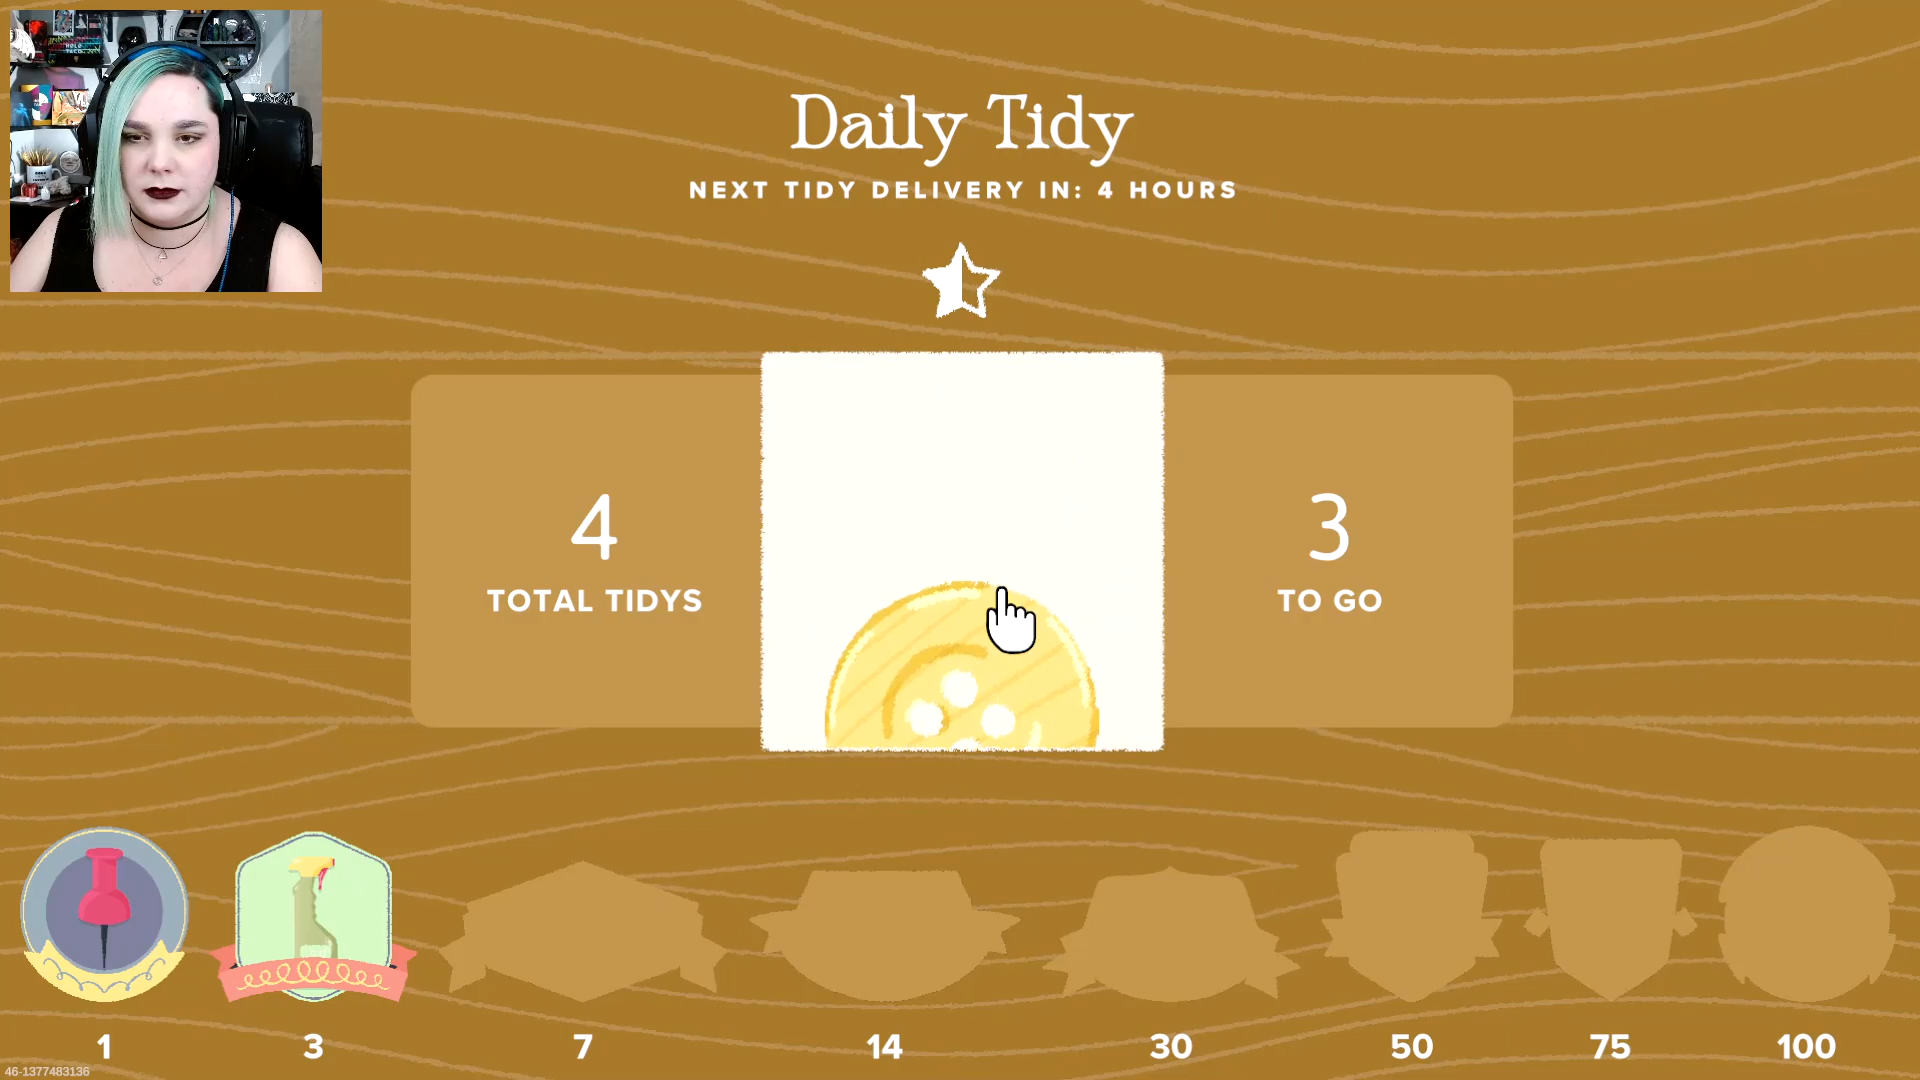 Daily Tidy
NEXT TIDY DELIVERY IN: 4 HOURS
4
TOTAL TIDYS
3
TO GO
1
3
7
14
30
50
75
100
46-1377483136